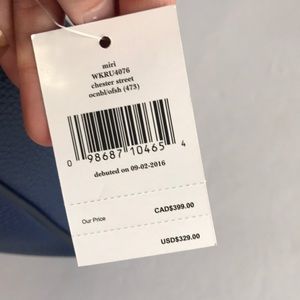 miri
WKRU4076
chester street
ocnbl/ofsh (473)
0 98687 10465 4
debuted on 09-02-2016
Our Price CAD$399.00
USD$329.00